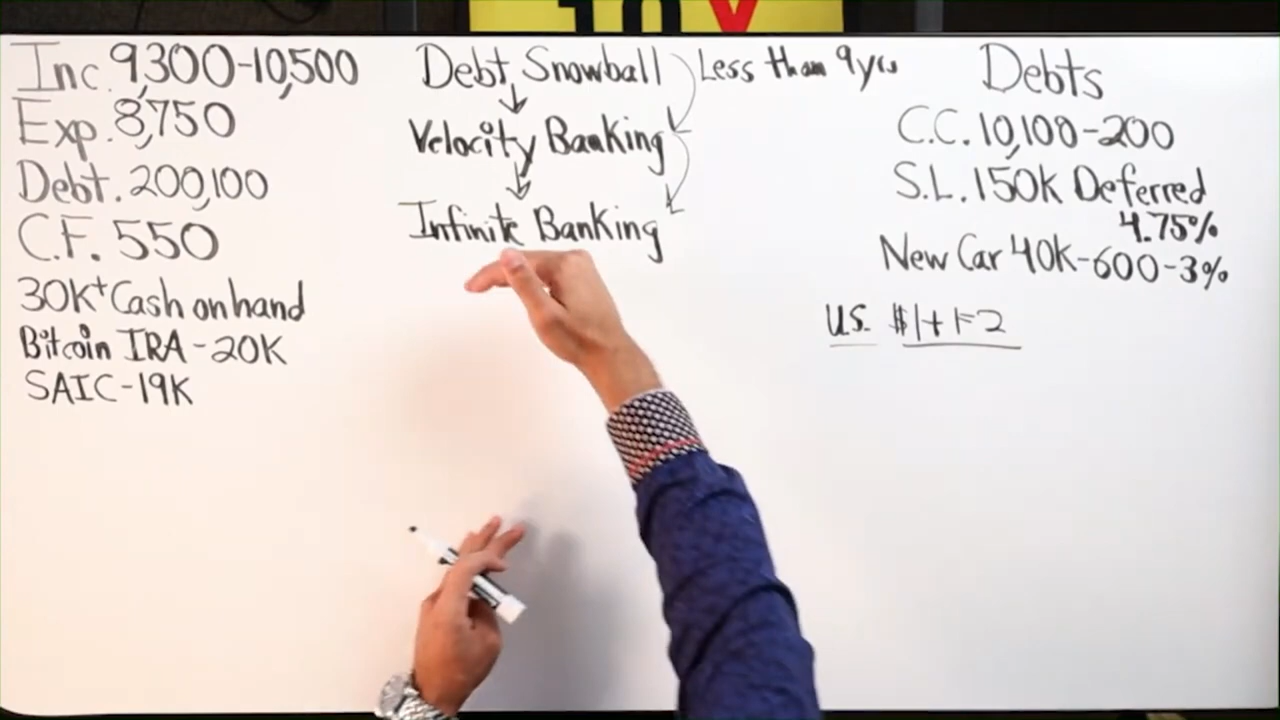 10X
Inc. 9,300-10,500
Exp. 8,750
Debt. 200,100
C.F. 550
30K+ Cash on hand
Bitcoin IRA-20K
SAIC-19K
Debt Snowball
Less than 9yrs
Velocity Banking
Infinite Banking
Debts
C.C. 10,100-200
S.L. 150K Deferred
4.75%
New Car 40K-600-3%
U.S. $1+1=2